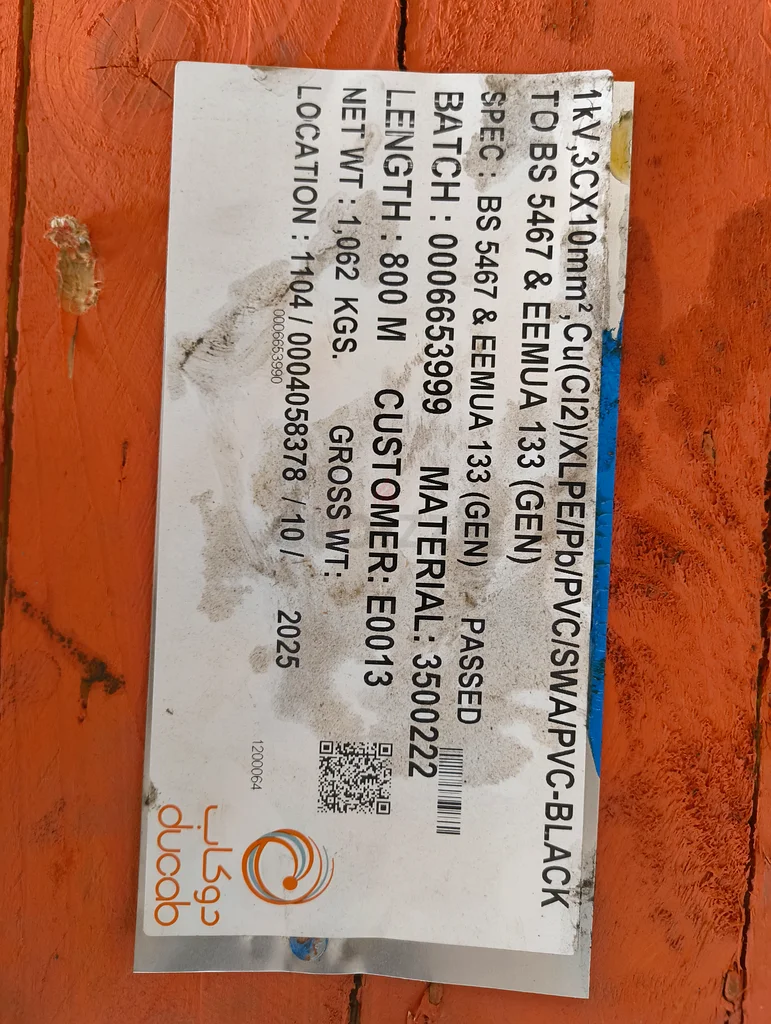 1kV,3CX10mm²,Cu(Cl2)/XLPE/Pb/PVC/SWA/PVC-BLACK
TO BS 5467 & EEMUA 133 (GEN)
SPEC : BS 5467 & EEMUA 133 (GEN) PASSED
BATCH : 0006653999 MATERIAL: 3500222
LENGTH : 800 M CUSTOMER: E0013
NET WT : 1,062 KGS. GROSS WT:
LOCATION : 1104 / 0004058378 / 10 / 2025
0006653990
1200064
دوكاب
ducab